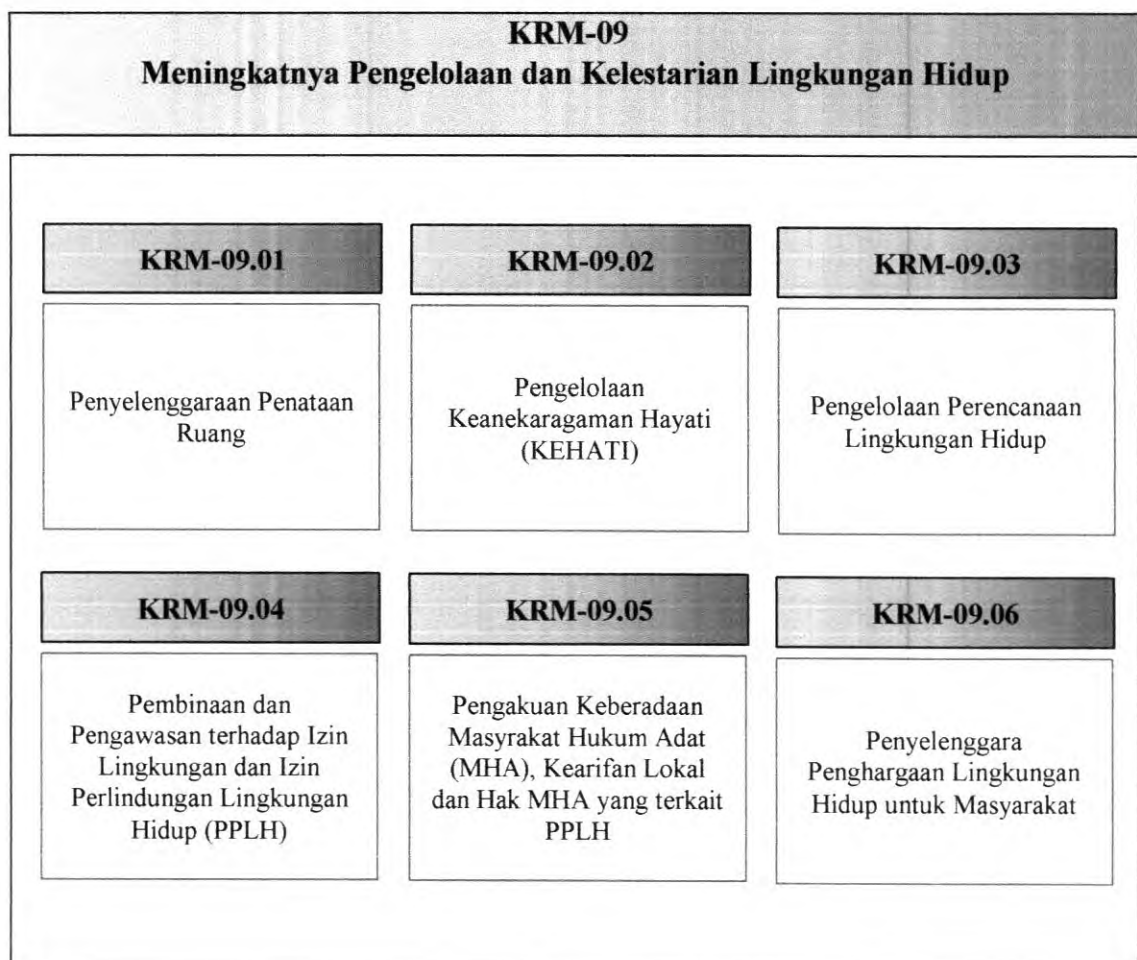 KRM-09
Meningkatnya Pengelolaan dan Kelestarian Lingkungan Hidup
KRM-09.01
Penyelenggaraan Penataan
Ruang
KRM-09.02
Pengelolaan
Keanekaragaman Hayati
(KEHATI)
KRM-09.03
Pengelolaan Perencanaan
Lingkungan Hidup
KRM-09.04
Pembinaan dan
Pengawasan terhadap Izin
Lingkungan dan Izin
Perlindungan Lingkungan
Hidup (PPLH)
KRM-09.05
Pengakuan Keberadaan
Masyrakat Hukum Adat
(MHA), Kearifan Lokal
dan Hak MHA yang terkait
PPLH
KRM-09.06
Penyelenggara
Penghargaan Lingkungan
Hidup untuk Masyarakat